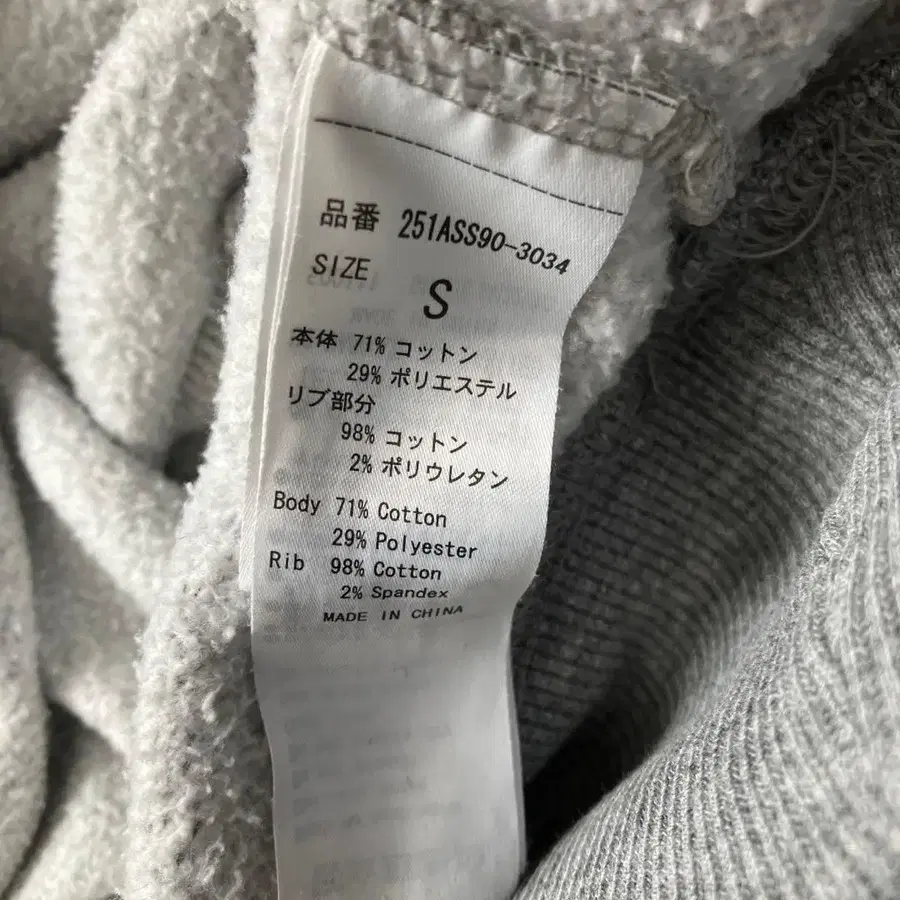 品番 251ASS90-3034
SIZE S
本体 71% コットン
29% ポリエステル
リブ部分
98% コットン
2% ポリウレタン
Body 71% Cotton
29% Polyester
Rib 98% Cotton
2% Spandex
MADE IN CHINA